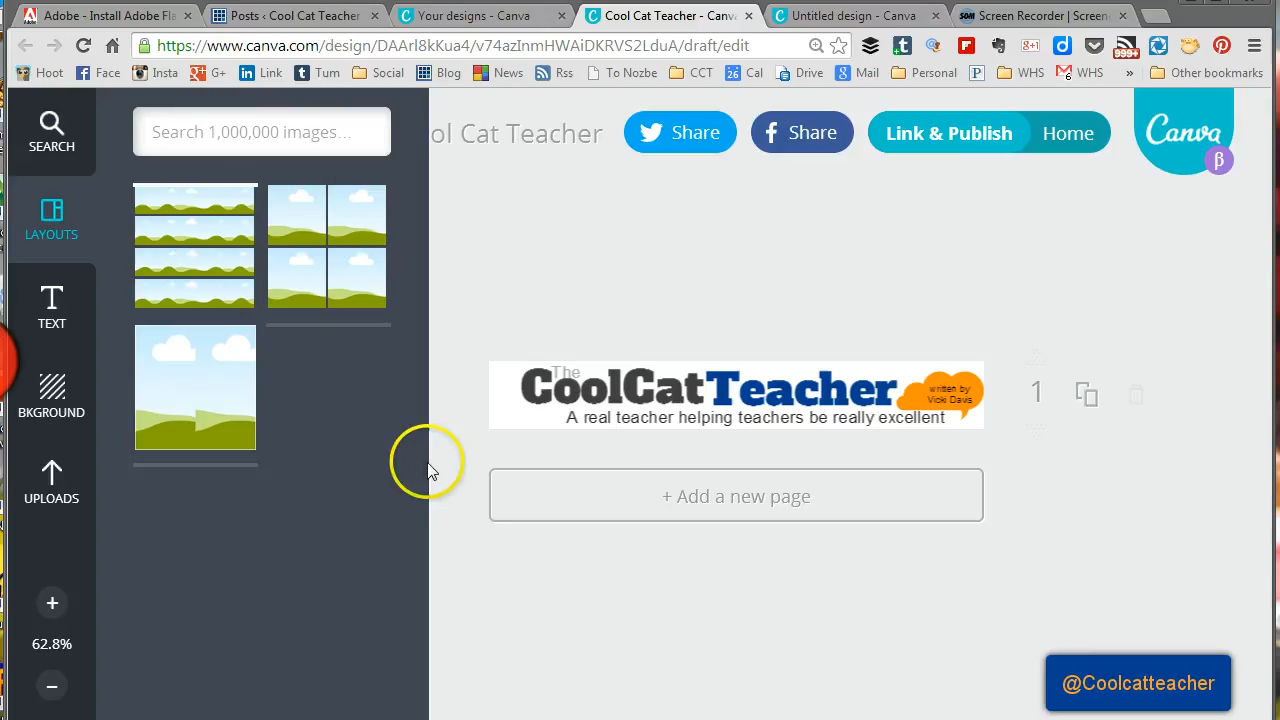 Adobe - Install Adobe Fla
Posts ‹ Cool Cat Teacher
Your designs - Canva
Cool Cat Teacher - Canva
Untitled design - Canva
Screen Recorder | Screen
https://www.canva.com/design/DAArl8kKua4/v74azInmHWAiDKRVS2LduA/draft/edit
999+
Hoot Face Insta G+ Link Tum Social Blog News Rss To Nozbe CC 26 Cal Drive Mail Personal WHS 6 WHS » Other bookmarks
SEARCH
Search 1,000,000 images...
ol Cat Teacher
Share
Share
Link & Publish
Home
Canva
β
LAYOUTS
TEXT
BKGROUND
UPLOADS
62.8%
The
CoolCatTeacher
written by
Vicki Davis
A real teacher helping teachers be really excellent
1
+ Add a new page
@Coolcatteacher